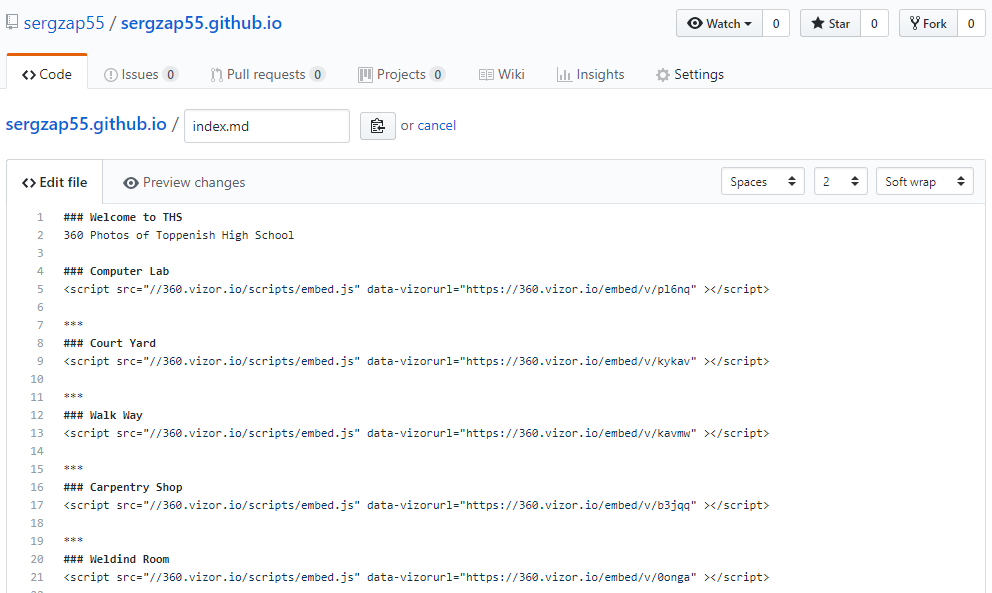 sergzap55 / sergzap55.github.io
Watch 0 Star 0 Fork 0
Code Issues 0 Pull requests 0 Projects 0 Wiki Insights Settings
sergzap55.github.io / index.md or cancel
Edit file Preview changes Spaces 2 Soft wrap
1 ### Welcome to THS
2 360 Photos of Toppenish High School
3
4 ### Computer Lab
5 <script src="//360.vizor.io/scripts/embed.js" data-vizorurl="https://360.vizor.io/embed/v/pl6nq" ></script>
6
7 ***
8 ### Court Yard
9 <script src="//360.vizor.io/scripts/embed.js" data-vizorurl="https://360.vizor.io/embed/v/kykav" ></script>
10
11 ***
12 ### Walk Way
13 <script src="//360.vizor.io/scripts/embed.js" data-vizorurl="https://360.vizor.io/embed/v/kavmw" ></script>
14
15 ***
16 ### Carpentry Shop
17 <script src="//360.vizor.io/scripts/embed.js" data-vizorurl="https://360.vizor.io/embed/v/b3jqq" ></script>
18
19 ***
20 ### Weldind Room
21 <script src="//360.vizor.io/scripts/embed.js" data-vizorurl="https://360.vizor.io/embed/v/0onga" ></script>